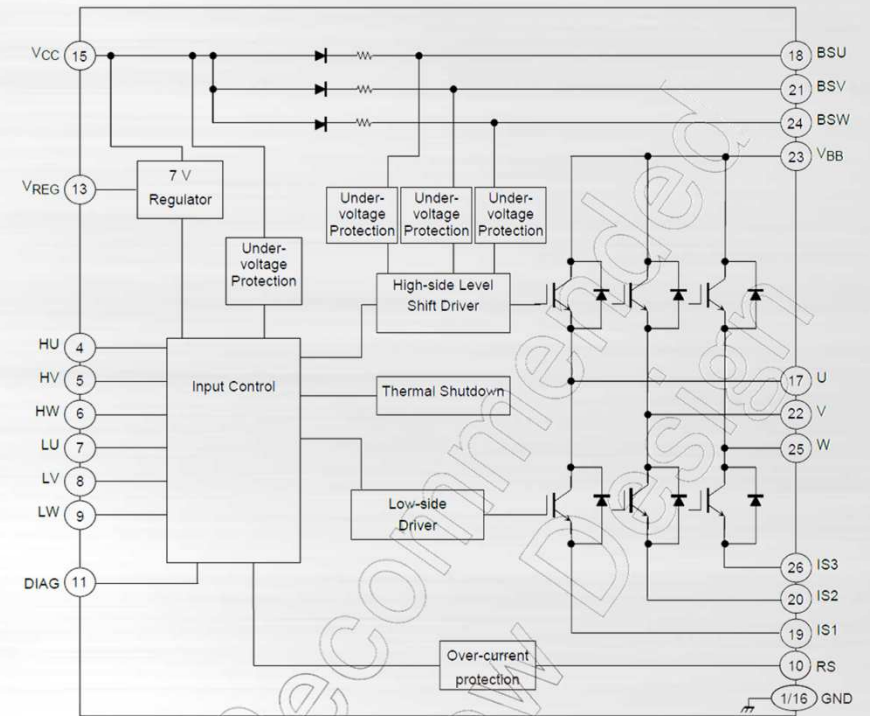 VCC 15
18 BSU
21 BSV
24 BSW
23 VBB
VREG 13
7 V
Regulator
Under-
voltage
Protection
Under-
voltage
Protection
Under-
voltage
Protection
Under-
voltage
Protection
High-side Level
Shift Driver
HU 4
HV 5
HW 6
LU 7
LV 8
LW 9
DIAG 11
Input Control
Thermal Shutdown
Low-side
Driver
17 U
22 V
25 W
26 IS3
20 IS2
19 IS1
Over-current
protection
10 RS
1/16 GND
Recommended
New Design